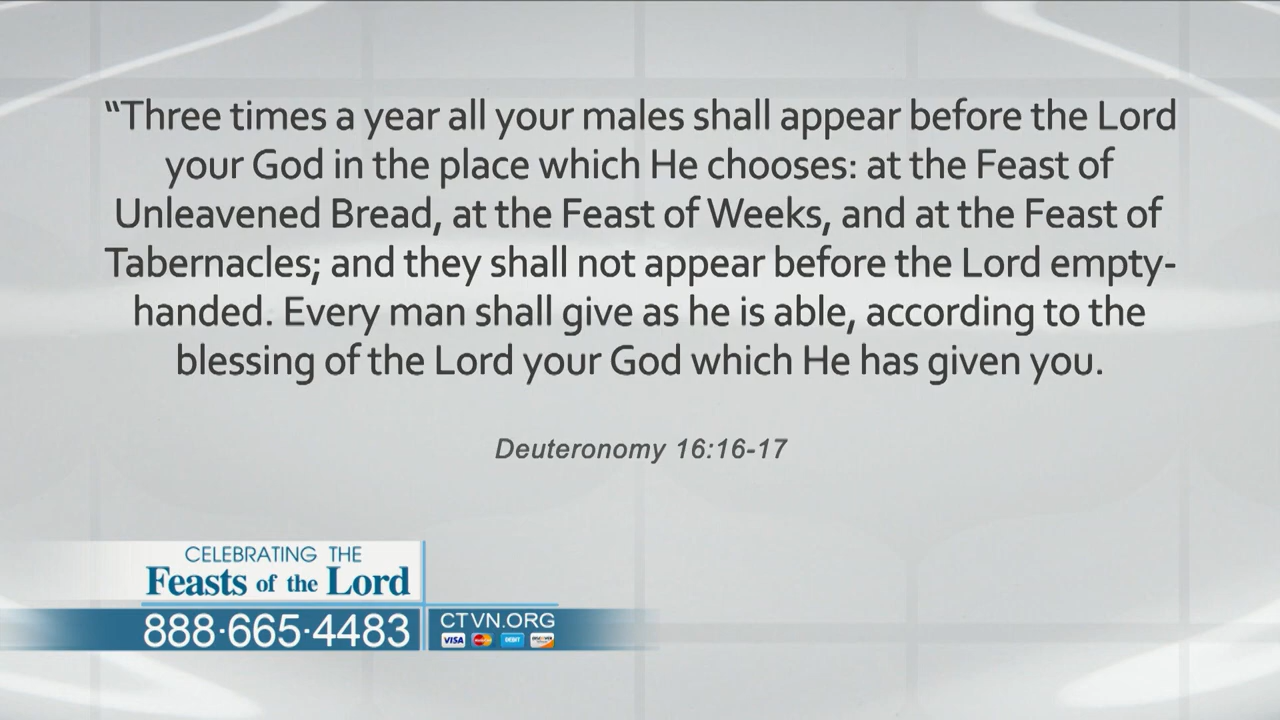 “Three times a year all your males shall appear before the Lord
your God in the place which He chooses: at the Feast of
Unleavened Bread, at the Feast of Weeks, and at the Feast of
Tabernacles; and they shall not appear before the Lord empty-
handed. Every man shall give as he is able, according to the
blessing of the Lord your God which He has given you.
Deuteronomy 16:16-17
CELEBRATING THE
Feasts of the Lord
888·665·4483
CTVN.ORG
VISA MasterCard DEBIT DISCOVER